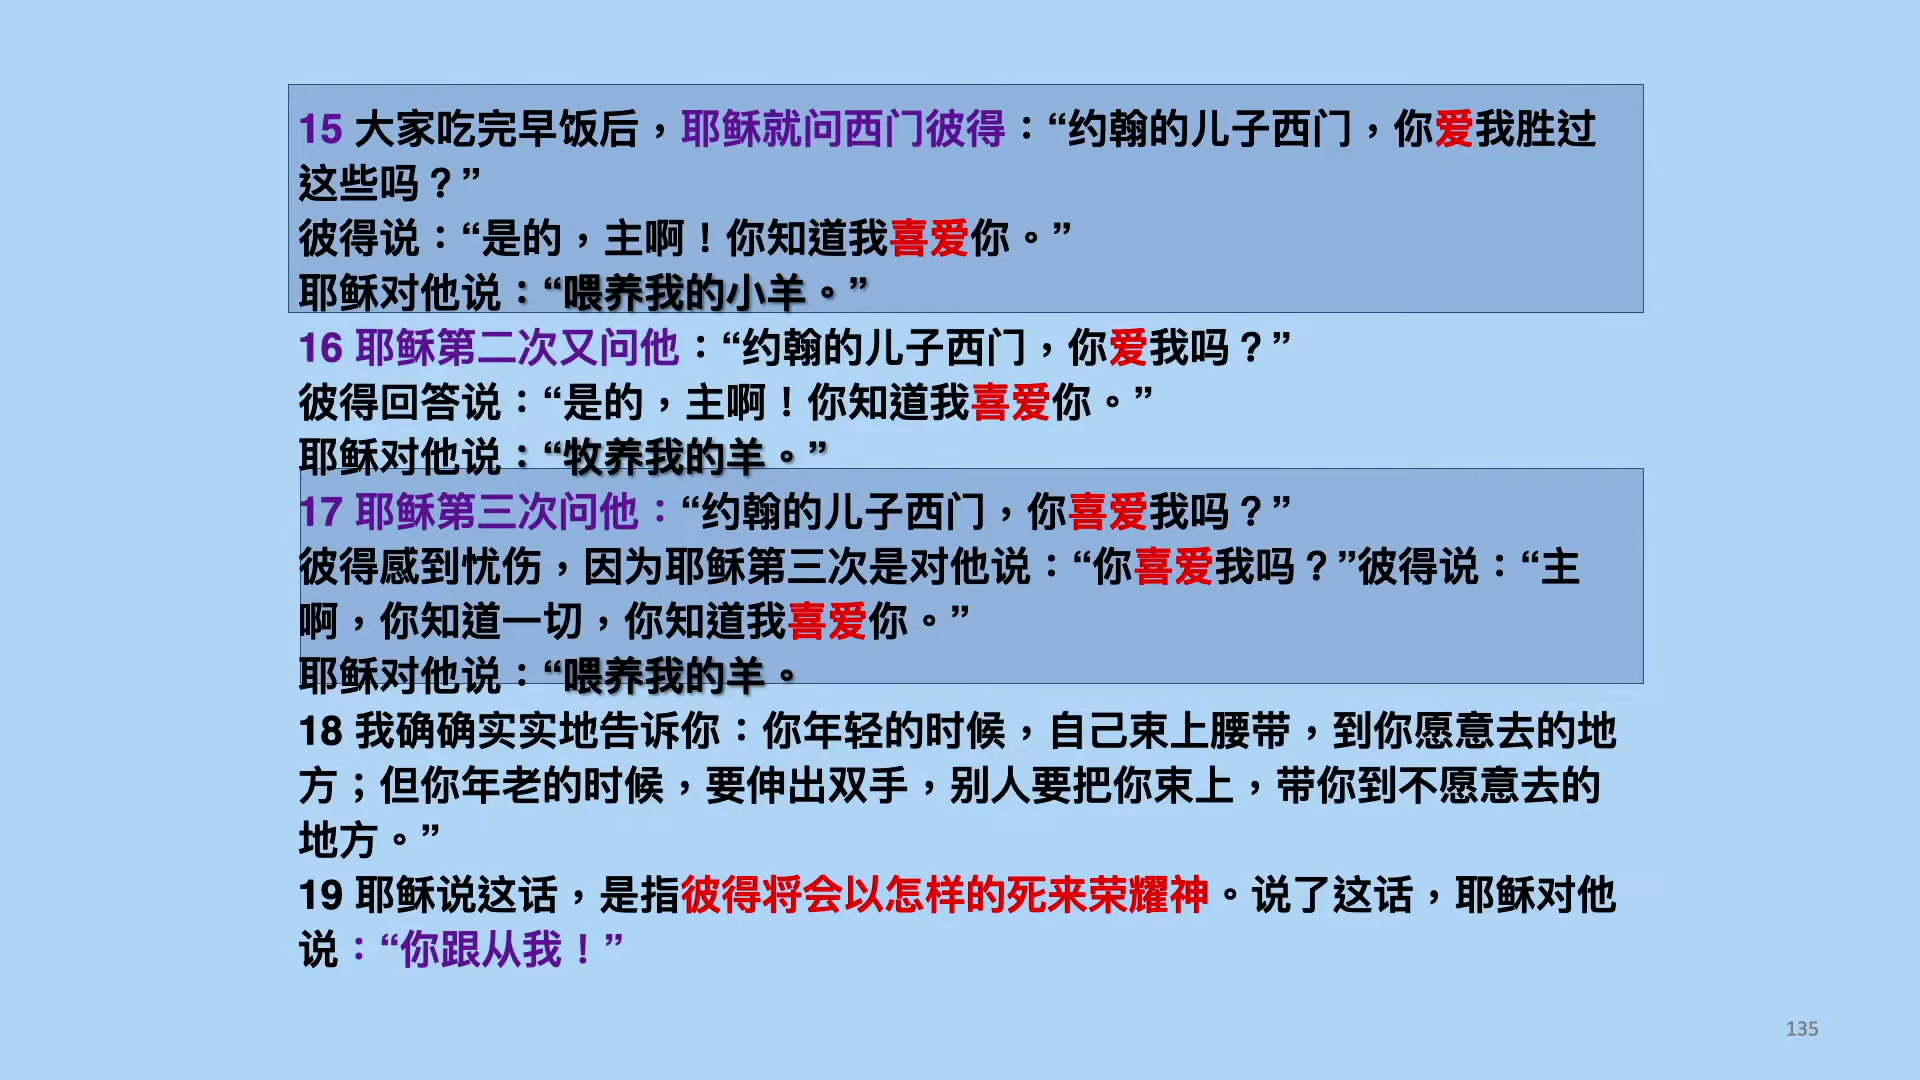 15 大家吃完早饭后，耶稣就问西门彼得：“约翰的儿子西门，你爱我胜过
这些吗？”
彼得说：“是的，主啊！你知道我喜爱你。”
耶稣对他说：“喂养我的小羊。”
16 耶稣第二次又问他：“约翰的儿子西门，你爱我吗？”
彼得回答说：“是的，主啊！你知道我喜爱你。”
耶稣对他说：“牧养我的羊。”
17 耶稣第三次问他：“约翰的儿子西门，你喜爱我吗？”
彼得感到忧伤，因为耶稣第三次是对他说：“你喜爱我吗？”彼得说：“主
啊，你知道一切，你知道我喜爱你。”
耶稣对他说：“喂养我的羊。
18 我确确实实地告诉你：你年轻的时候，自己束上腰带，到你愿意去的地
方；但你年老的时候，要伸出双手，别人要把你束上，带你到不愿意去的
地方。”
19 耶稣说这话，是指彼得将会以怎样的死来荣耀神。说了这话，耶稣对他
说：“你跟从我！”
135